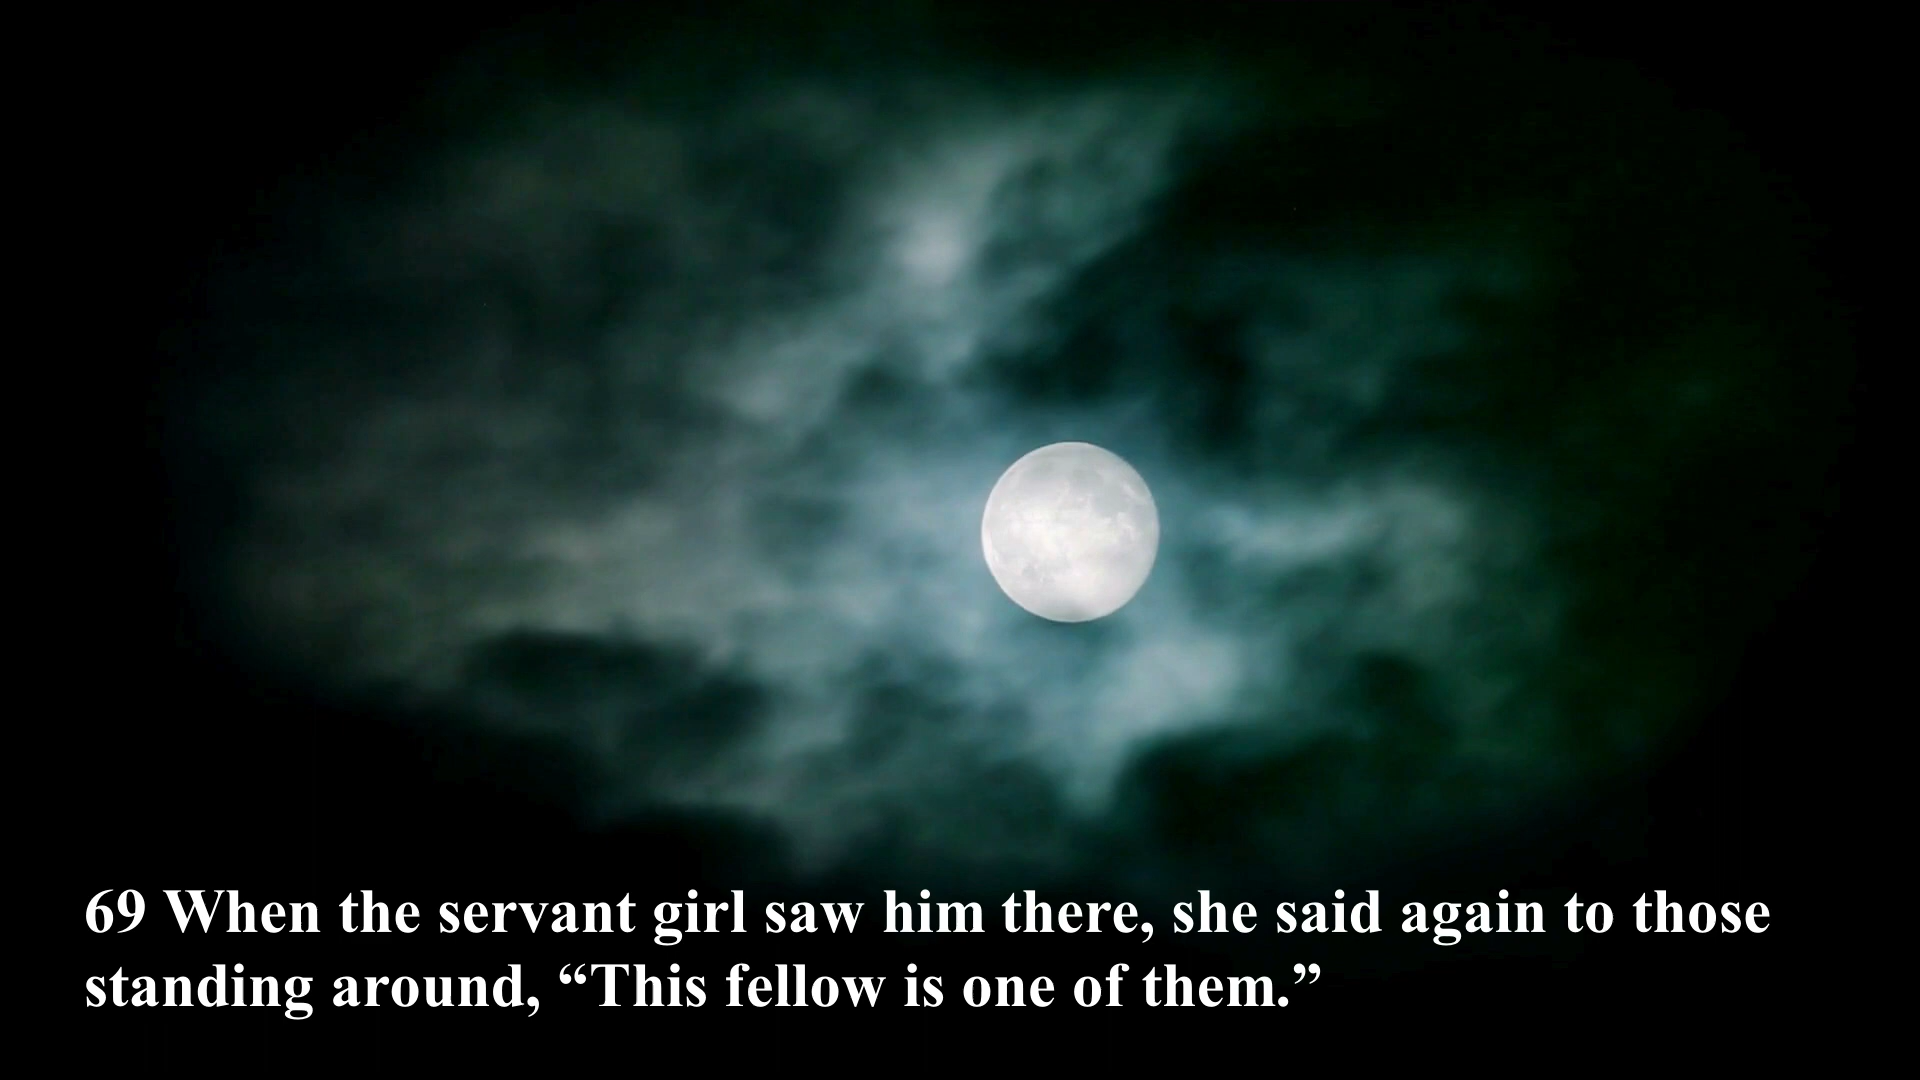 69 When the servant girl saw him there, she said again to those
standing around, “This fellow is one of them.”